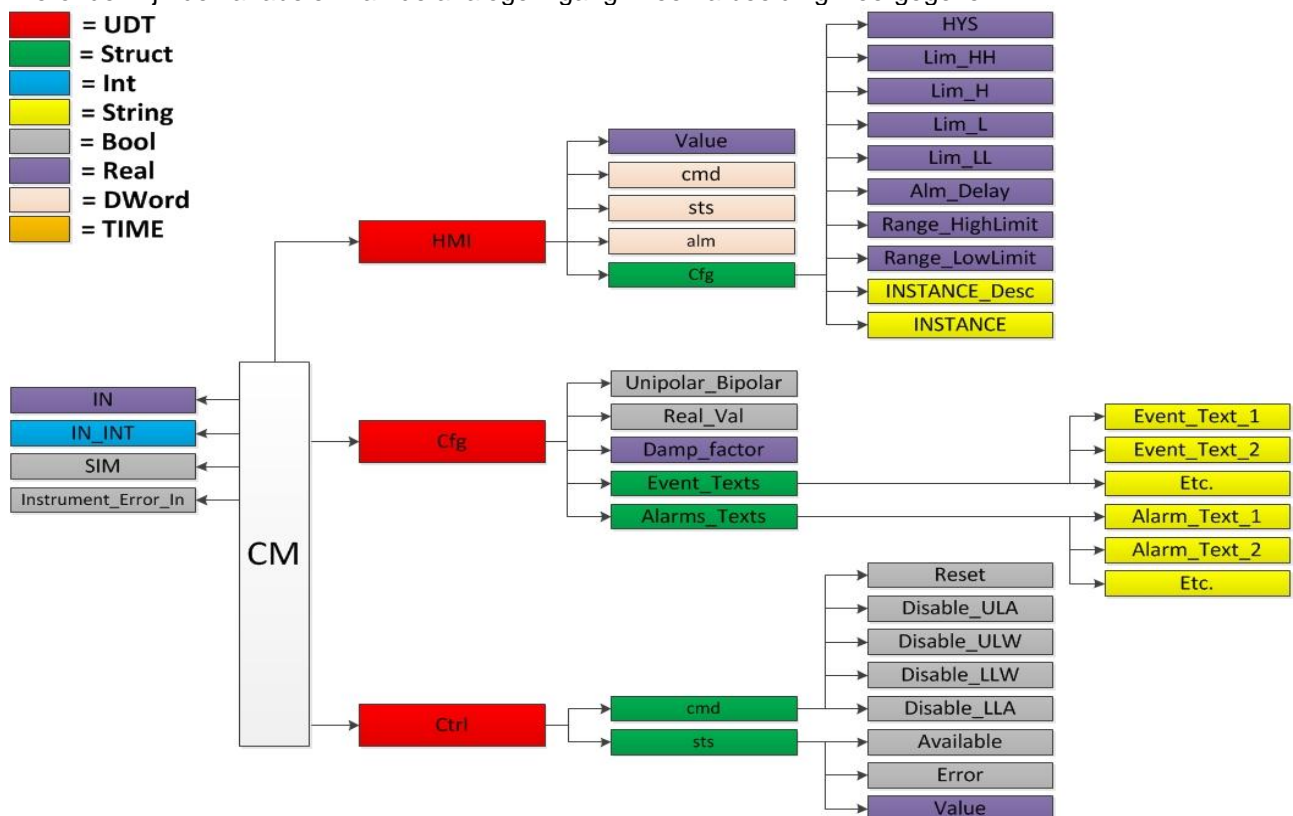 = UDT
= Struct
= Int
= String
= Bool
= Real
= DWord
= TIME
HYS
Lim_HH
Lim_H
Lim_L
Lim_LL
Alm_Delay
Range_HighLimit
Range_LowLimit
INSTANCE_Desc
INSTANCE
Value
cmd
sts
alm
Cfg
HMI
IN
IN_INT
SIM
Instrument_Error_In
CM
Cfg
Unipolar_Bipolar
Real_Val
Damp_factor
Event_Texts
Alarms_Texts
Event_Text_1
Event_Text_2
Etc.
Alarm_Text_1
Alarm_Text_2
Etc.
Ctrl
cmd
sts
Reset
Disable_ULA
Disable_ULW
Disable_LLW
Disable_LLA
Available
Error
Value